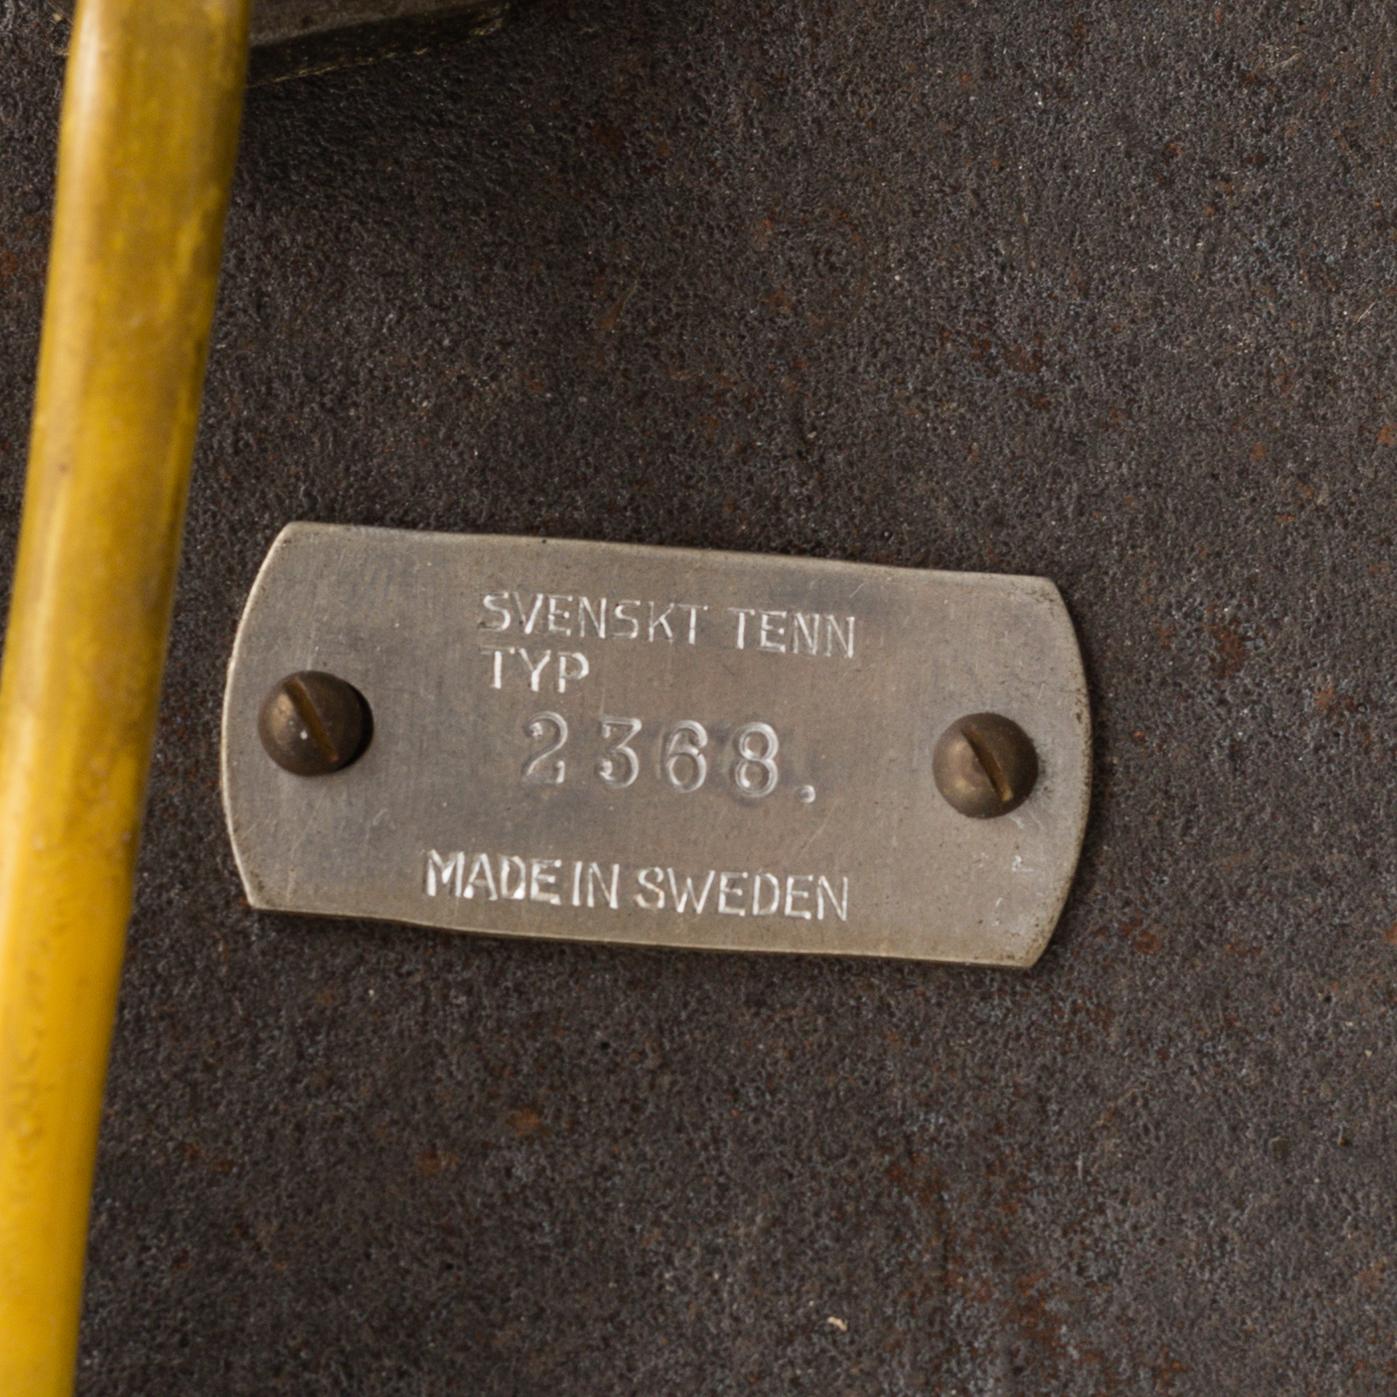 SVENSKT TENN
TYP
2368.
MADE IN SWEDEN